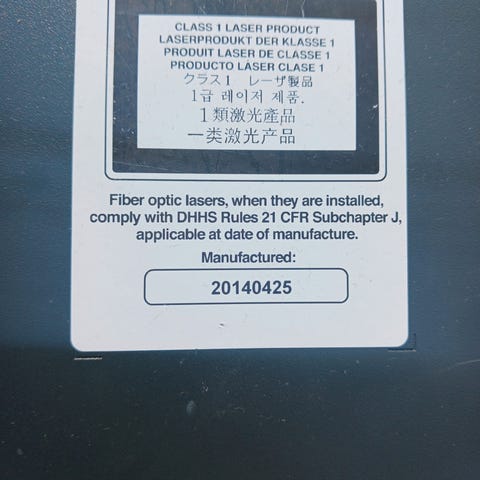 CLASS 1 LASER PRODUCT
LASERPRODUKT DER KLASSE 1
PRODUIT LASER DE CLASSE 1
PRODUCTO LÁSER CLASE 1
クラス1 レーザ製品
1급 레이저 제품.
1類激光產品
一类激光产品
Fiber optic lasers, when they are installed,
comply with DHHS Rules 21 CFR Subchapter J,
applicable at date of manufacture.
Manufactured:
20140425